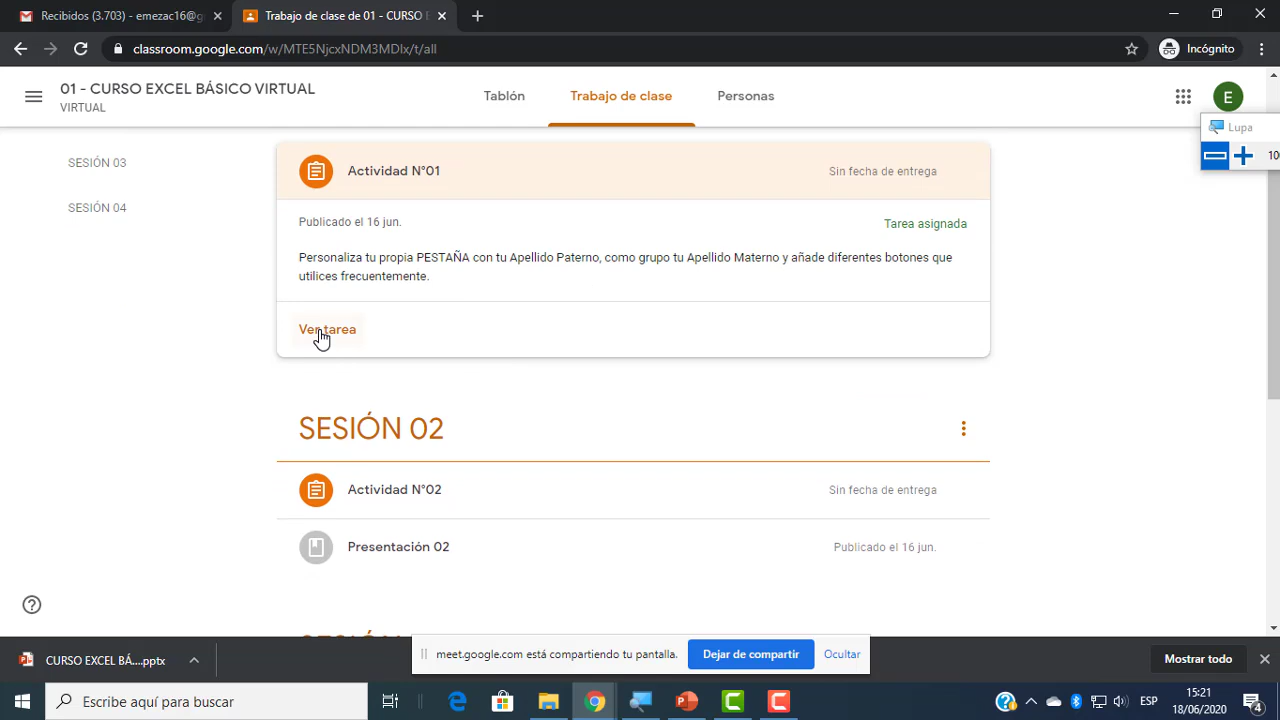 Recibidos (3.703) - emezac16@g
Trabajo de clase de 01 - CURSO E
classroom.google.com/w/MTE5NjcxNDM3MDIx/t/all
Incógnito
01 - CURSO EXCEL BÁSICO VIRTUAL
VIRTUAL
Tablón
Trabajo de clase
Personas
E
Lupa
10
SESIÓN 03
SESIÓN 04
Actividad N°01
Sin fecha de entrega
Publicado el 16 jun.
Tarea asignada
Personaliza tu propia PESTAÑA con tu Apellido Paterno, como grupo tu Apellido Materno y añade diferentes botones que
utilices frecuentemente.
Ver tarea
SESIÓN 02
Actividad N°02
Sin fecha de entrega
Presentación 02
Publicado el 16 jun.
meet.google.com está compartiendo tu pantalla.
Dejar de compartir
Ocultar
CURSO EXCEL BÁ....pptx
Mostrar todo
Escribe aquí para buscar
ESP
15:21
18/06/2020
4